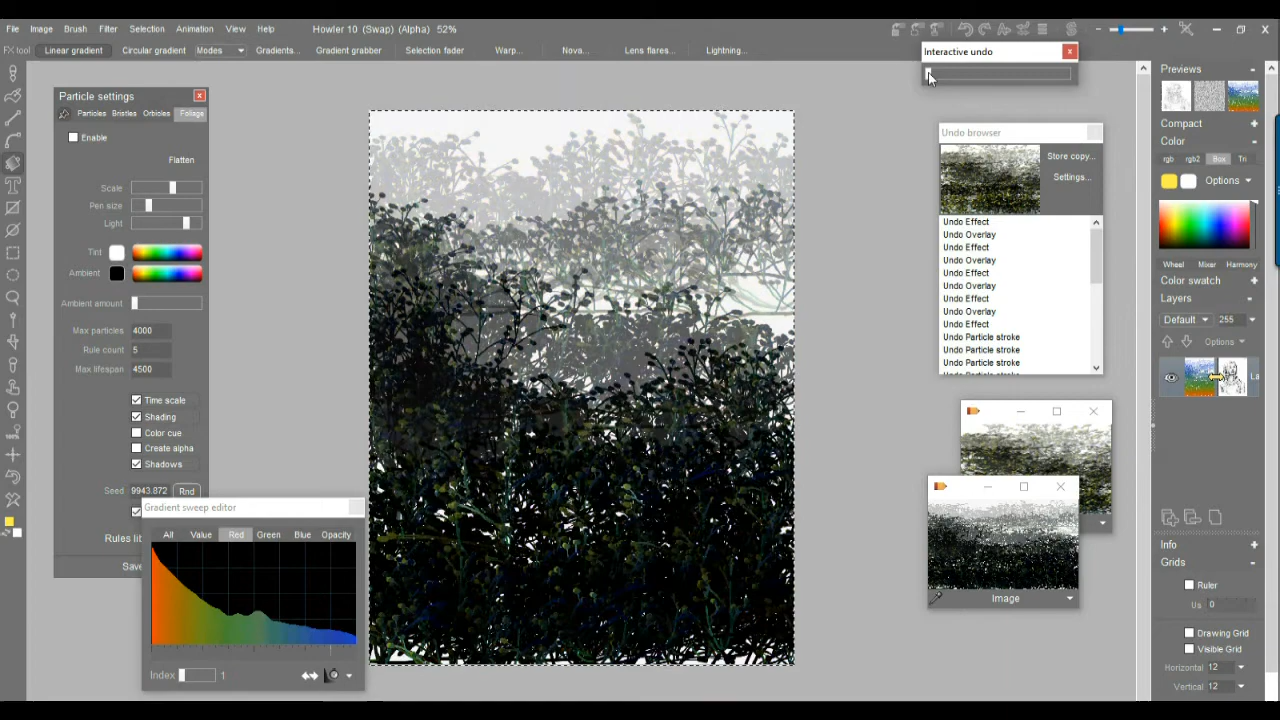 File Image Brush Filter Selection Animation View Help Howler 10 (Swap) (Alpha) 52%
FX tool Linear gradient Circular gradient Modes Gradients... Gradient grabber Selection fader Warp... Nova... Lens flares... Lightning...
Interactive undo
Particle settings
Particles Bristles Orbicles Foliage
Enable
Flatten
Scale
Pen size
Light
Tint
Ambient
Ambient amount
Max particles 4000
Rule count 5
Max lifespan 4500
Time scale
Shading
Color cue
Create alpha
Shadows
Seed 9943.872 Rnd
Rules lit
Save
Gradient sweep editor
All Value Red Green Blue Opacity
Index 1
Undo browser
Store copy...
Settings...
Undo Effect
Undo Overlay
Undo Effect
Undo Overlay
Undo Effect
Undo Overlay
Undo Effect
Undo Overlay
Undo Effect
Undo Particle stroke
Undo Particle stroke
Undo Particle stroke
Image
Previews
Compact
Color
rgb rgb2 Box Tri
Options
Wheel Mixer Harmony
Color swatch
Layers
Default 255
Options
La
Info
Grids
Ruler
Us 0
Drawing Grid
Visible Grid
Horizontal 12
Vertical 12